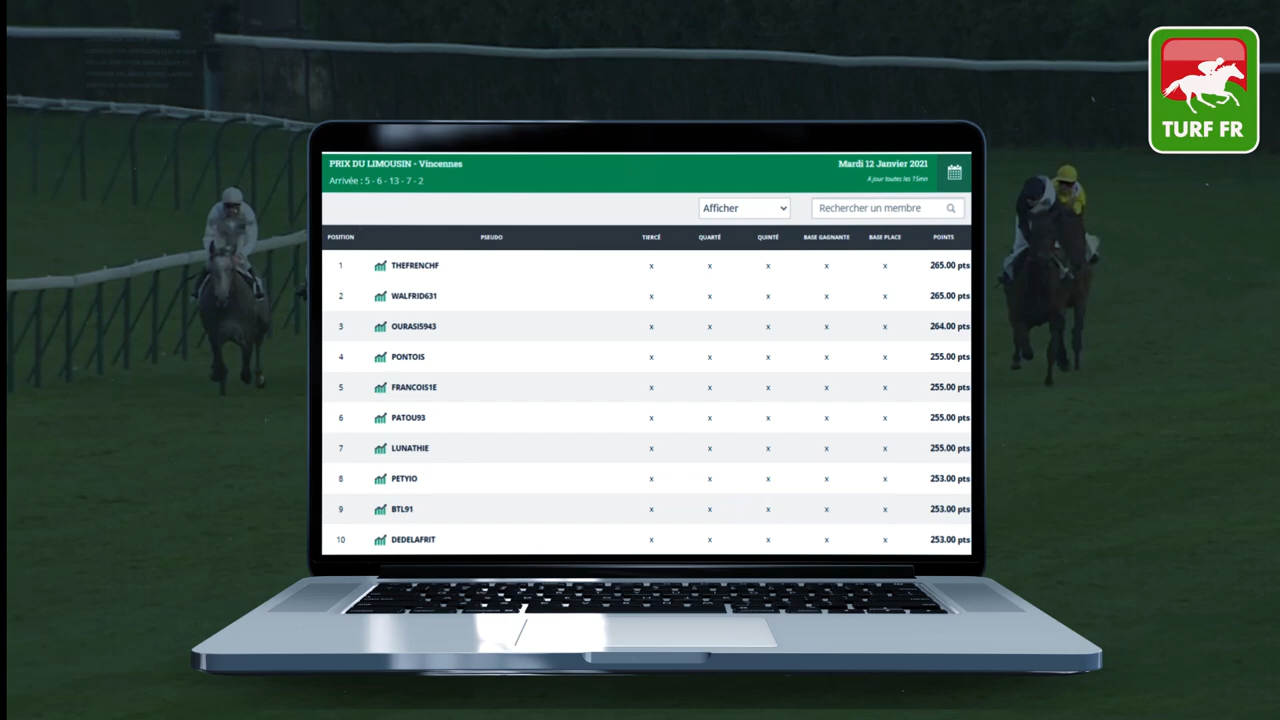 TURF FR
PRIX DU LIMOUSIN - Vincennes
Mardi 12 Janvier 2021
Arrivée : 5 - 6 - 13 - 7 - 2
A jour toutes les 15mn
Afficher
Rechercher un membre
POSITION PSEUDO TIERCÉ QUARTÉ QUINTÉ BASE GAGNANTE BASE PLACE POINTS
1 THEFRENCHF x x x x x 265.00 pts
2 WALFRID631 x x x x x 265.00 pts
3 OURASI5943 x x x x x 264.00 pts
4 PONTOIS x x x x x 255.00 pts
5 FRANCOIS1E x x x x x 255.00 pts
6 PATOU93 x x x x x 255.00 pts
7 LUNATHIE x x x x x 255.00 pts
8 PETYIO x x x x x 253.00 pts
9 BTL91 x x x x x 253.00 pts
10 DEDELAFRIT x x x x x 253.00 pts